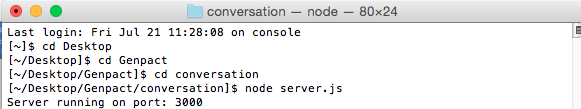 conversation — node — 80×24
Last login: Fri Jul 21 11:28:08 on console
[~]$ cd Desktop
[~/Desktop]$ cd Genpact
[~/Desktop/Genpact]$ cd conversation
[~/Desktop/Genpact/conversation]$ node server.js
Server running on port: 3000